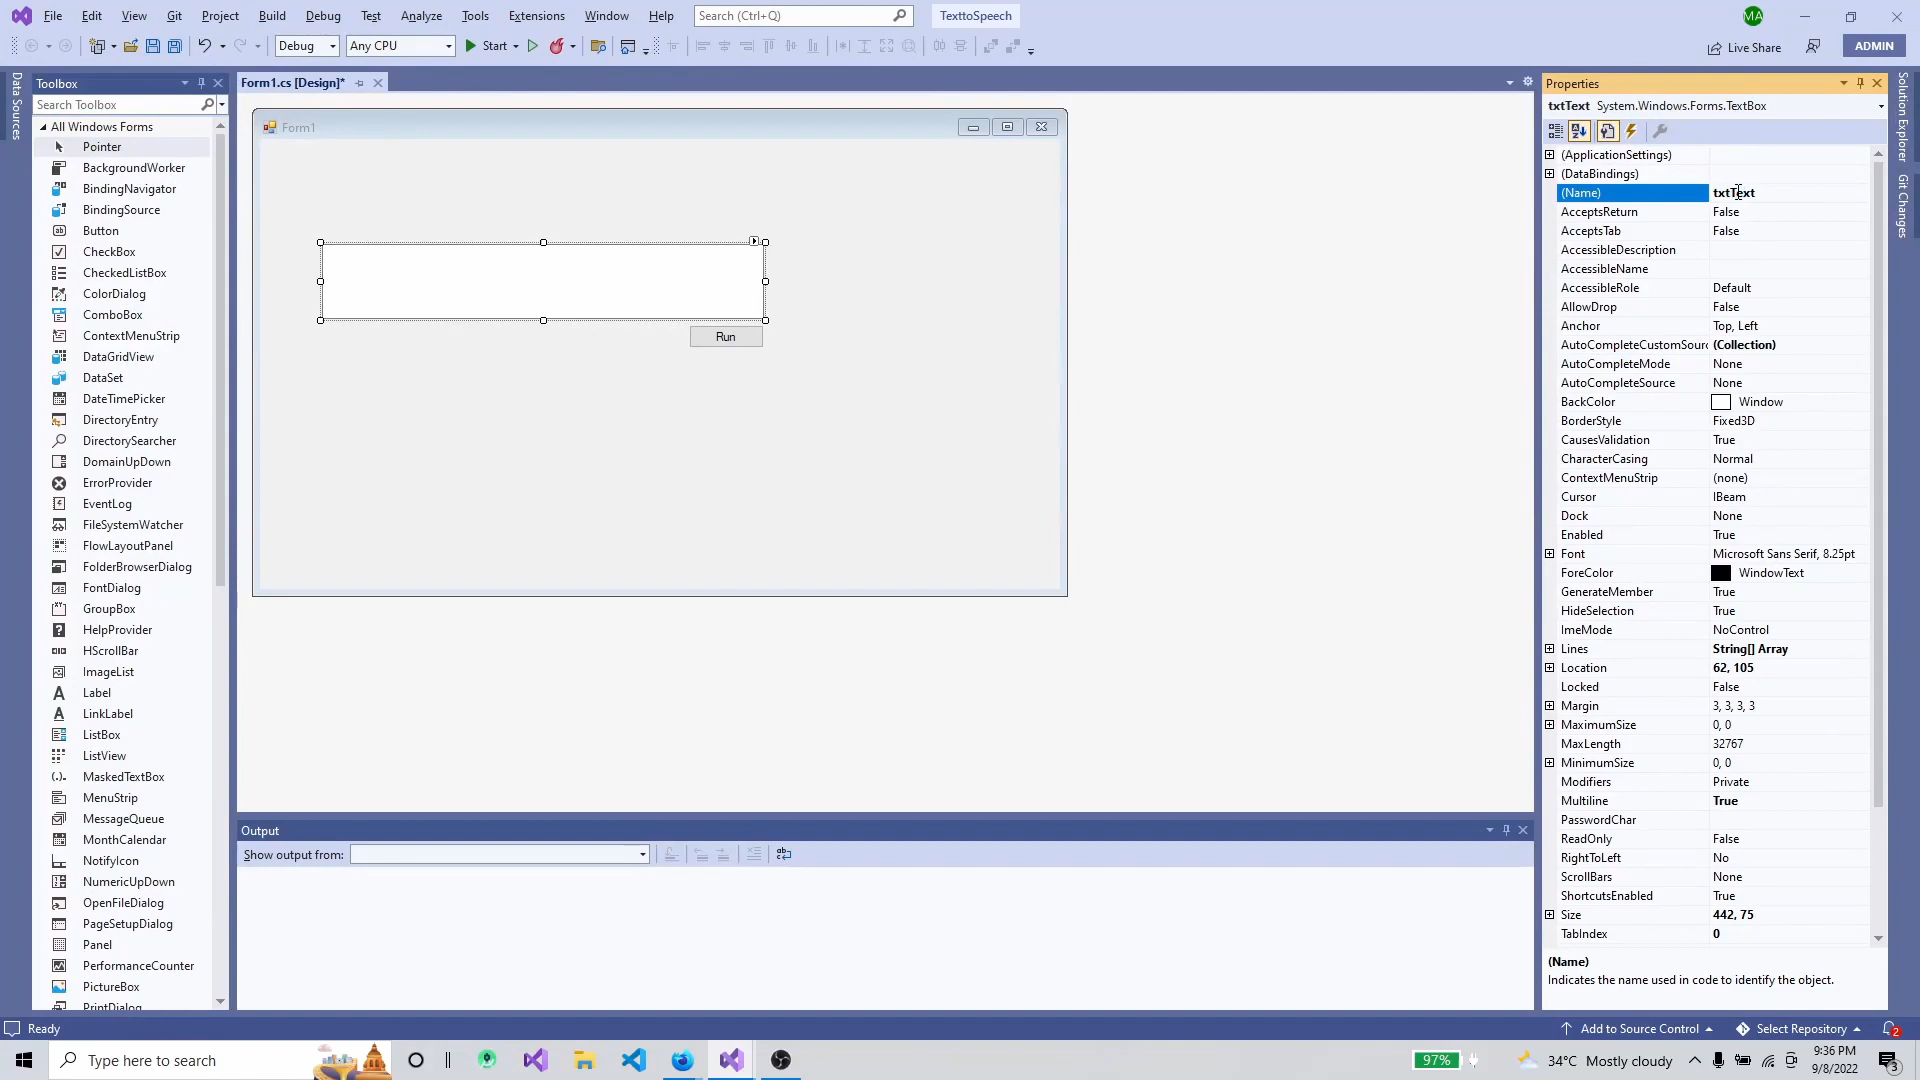 File Edit View Git Project Build Debug Test Analyze Tools Extensions Window Help Search (Ctrl+Q) TexttoSpeech MA
Debug Any CPU Start Live Share ADMIN
Data Sources
Toolbox
Search Toolbox
All Windows Forms
Pointer
BackgroundWorker
BindingNavigator
BindingSource
Button
CheckBox
CheckedListBox
ColorDialog
ComboBox
ContextMenuStrip
DataGridView
DataSet
DateTimePicker
DirectoryEntry
DirectorySearcher
DomainUpDown
ErrorProvider
EventLog
FileSystemWatcher
FlowLayoutPanel
FolderBrowserDialog
FontDialog
GroupBox
HelpProvider
HScrollBar
ImageList
Label
LinkLabel
ListBox
ListView
MaskedTextBox
MenuStrip
MessageQueue
MonthCalendar
NotifyIcon
NumericUpDown
OpenFileDialog
PageSetupDialog
Panel
PerformanceCounter
PictureBox
PrintDialog
Form1.cs [Design]*
Form1
Run
Output
Show output from:
Properties
txtText System.Windows.Forms.TextBox
(ApplicationSettings)
(DataBindings)
(Name) txtText
AcceptsReturn False
AcceptsTab False
AccessibleDescription
AccessibleName
AccessibleRole Default
AllowDrop False
Anchor Top, Left
AutoCompleteCustomSourc (Collection)
AutoCompleteMode None
AutoCompleteSource None
BackColor Window
BorderStyle Fixed3D
CausesValidation True
CharacterCasing Normal
ContextMenuStrip (none)
Cursor IBeam
Dock None
Enabled True
Font Microsoft Sans Serif, 8.25pt
ForeColor WindowText
GenerateMember True
HideSelection True
ImeMode NoControl
Lines String[] Array
Location 62, 105
Locked False
Margin 3, 3, 3, 3
MaximumSize 0, 0
MaxLength 32767
MinimumSize 0, 0
Modifiers Private
Multiline True
PasswordChar
ReadOnly False
RightToLeft No
ScrollBars None
ShortcutsEnabled True
Size 442, 75
TabIndex 0
(Name)
Indicates the name used in code to identify the object.
Solution Explorer
Git Changes
Ready Add to Source Control Select Repository 2
Type here to search 97% 34°C Mostly cloudy 9:36 PM
9/8/2022 3